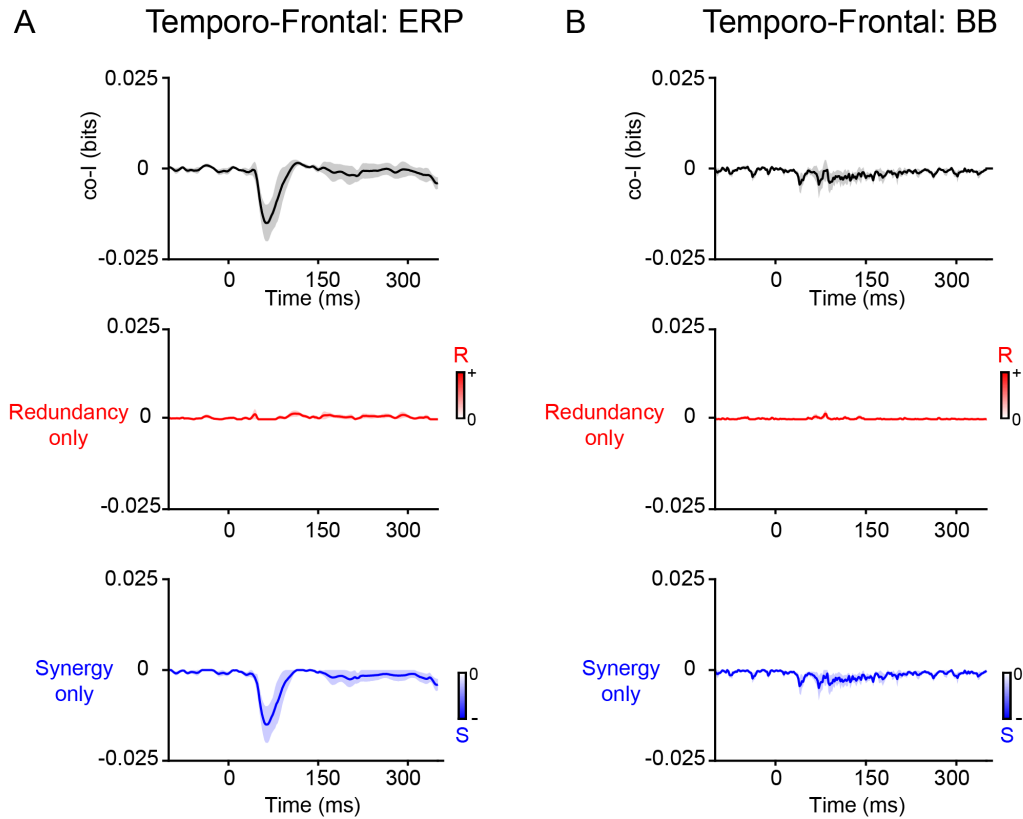 A
Temporo-Frontal: ERP
0.025
co-I (bits)
0
-0.025
0 150 300
Time (ms)
0.025
R
+
0
Redundancy
only
0
-0.025
0 150 300
0.025
Synergy
only
0
0
-
S
-0.025
0 150 300
Time (ms)
B
Temporo-Frontal: BB
0.025
co-I (bits)
0
-0.025
0 150 300
Time (ms)
0.025
R
+
0
Redundancy
only
0
-0.025
0 150 300
0.025
Synergy
only
0
0
-
S
-0.025
0 150 300
Time (ms)